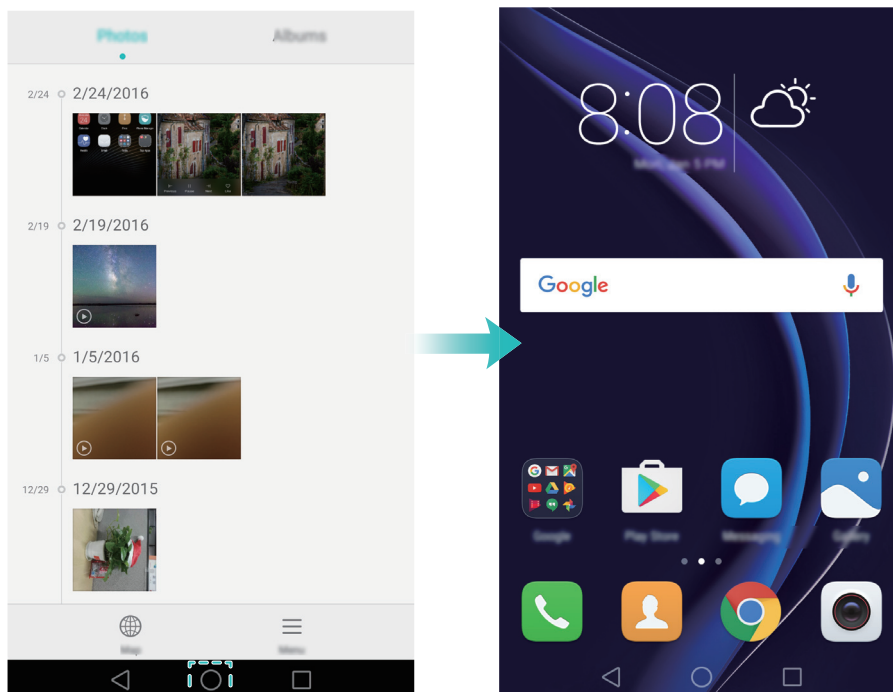 Photos
Albums
2/24
2/24/2016
2/19
2/19/2016
1/5
1/5/2016
12/29
12/29/2015
Map
Menu
8:08
Google
Google
Play Store
Messaging
Gallery